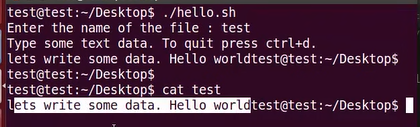 test@test:~/Desktop$ ./hello.sh
Enter the name of the file : test
Type some text data. To quit press ctrl+d.
lets write some data. Hello worldtest@test:~/Desktop$
test@test:~/Desktop$
test@test:~/Desktop$ cat test
lets write some data. Hello worldtest@test:~/Desktop$